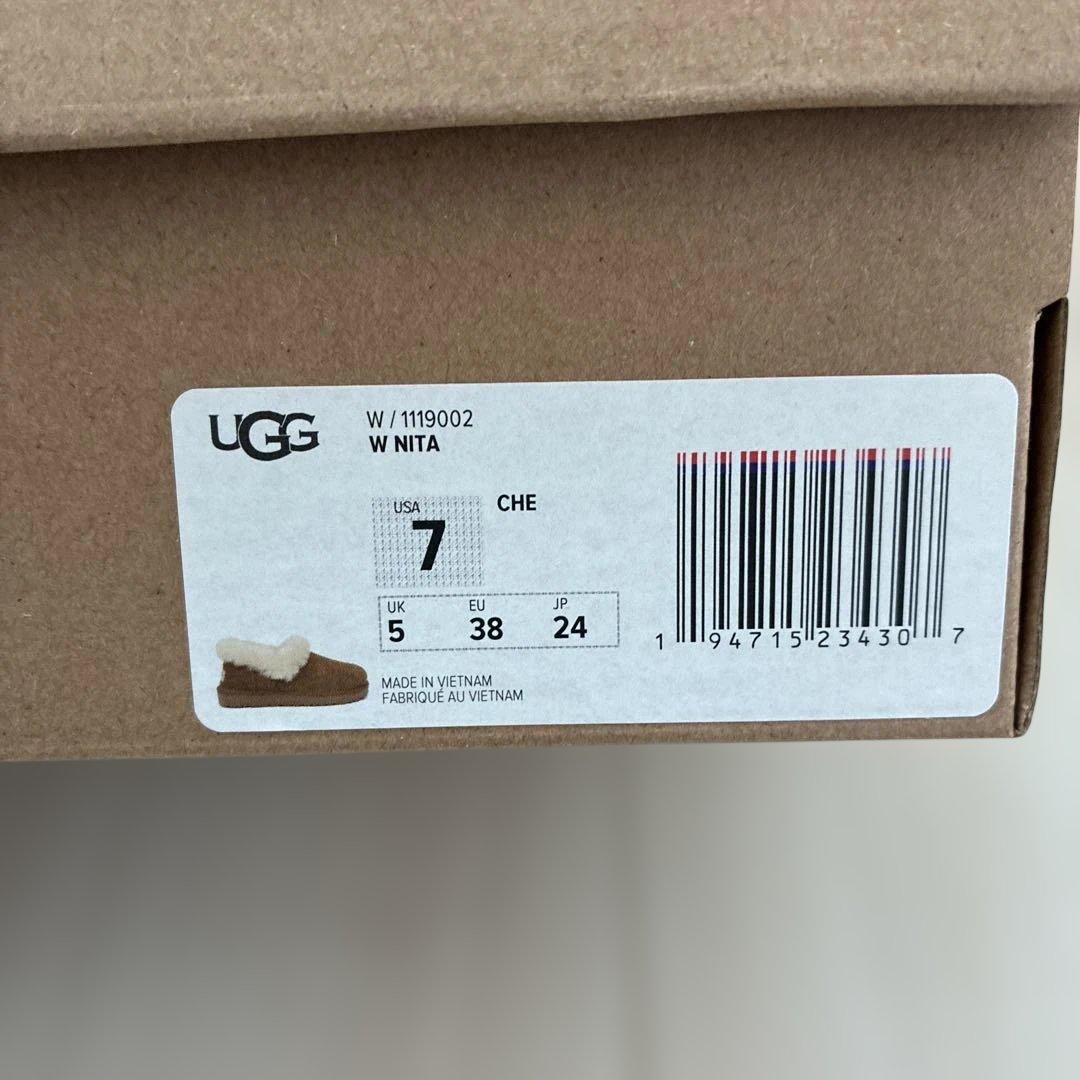 UGG
W / 1119002
W NITA
USA
7
CHE
UK EU JP
5 38 24
MADE IN VIETNAM
FABRIQUÉ AU VIETNAM
1 94715 23430 7